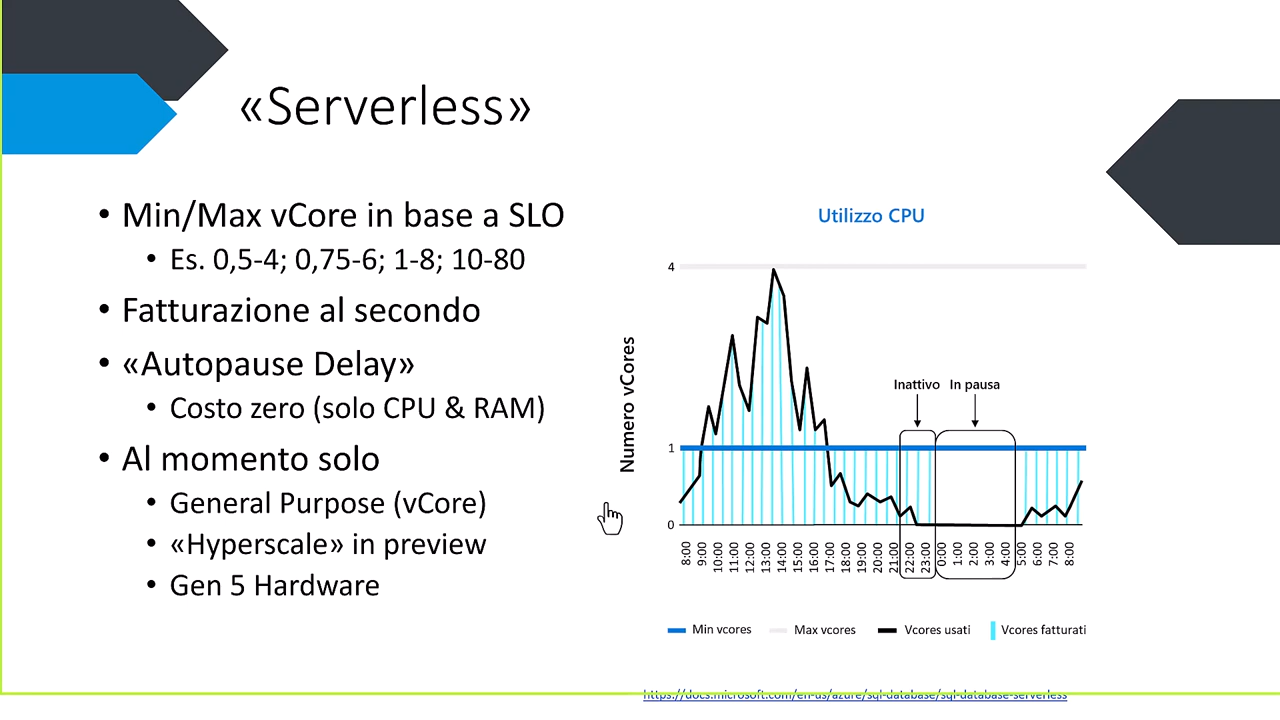 «Serverless»
• Min/Max vCore in base a SLO
• Es. 0,5-4; 0,75-6; 1-8; 10-80
• Fatturazione al secondo
• «Autopause Delay»
• Costo zero (solo CPU & RAM)
• Al momento solo
• General Purpose (vCore)
• «Hyperscale» in preview
• Gen 5 Hardware
Utilizzo CPU
4
Inattivo In pausa
Numero vCores
1
0
8:00 9:00 10:00 11:00 12:00 13:00 14:00 15:00 16:00 17:00 18:00 19:00 20:00 21:00 22:00 23:00 0:00 1:00 2:00 3:00 4:00 5:00 6:00 7:00 8:00
Min vcores Max vcores Vcores usati Vcores fatturati
https://docs.microsoft.com/en-us/azure/sql-database/sql-database-serverless